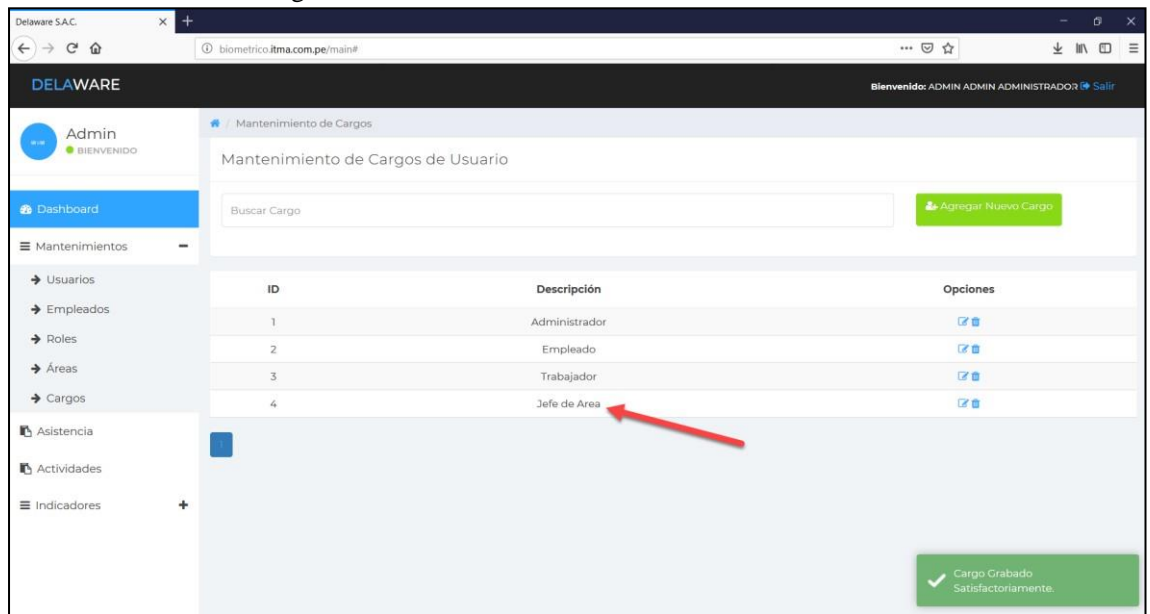 Delaware S.A.C.
biometrico.itma.com.pe/main#
DELAWARE
Bienvenido: ADMIN ADMIN ADMINISTRADOR Salir
Admin
BIENVENIDO
Dashboard
Mantenimientos
Usuarios
Empleados
Roles
Áreas
Cargos
Asistencia
Actividades
Indicadores
/ Mantenimiento de Cargos
Mantenimiento de Cargos de Usuario
Buscar Cargo
Agregar Nuevo Cargo
ID Descripción Opciones
1 Administrador
2 Empleado
3 Trabajador
4 Jefe de Area
1
Cargo Grabado
Satisfactoriamente.